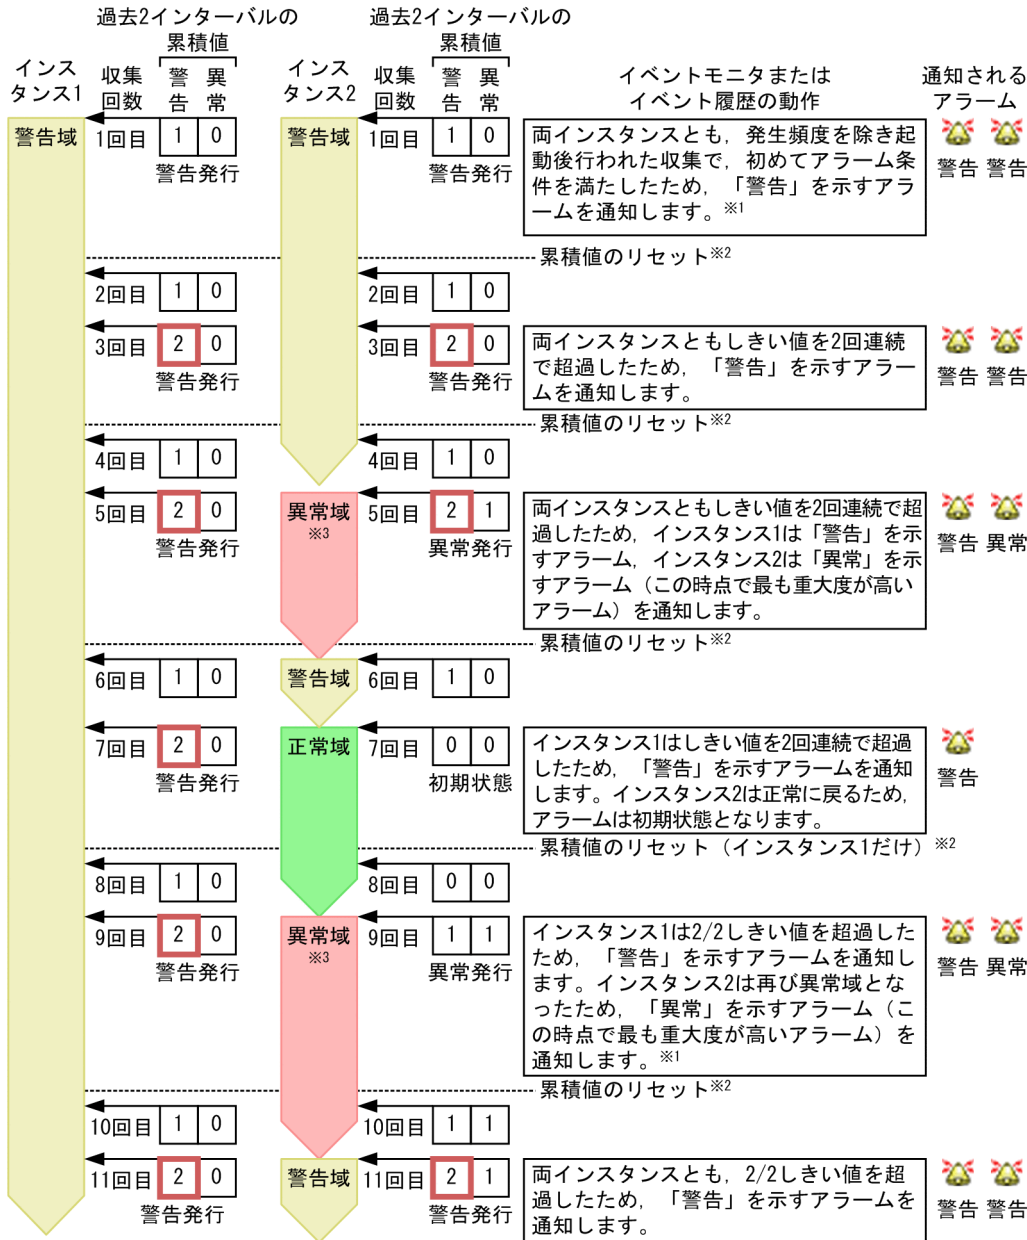 過去2インターバルの 過去2インターバルの
累積値 累積値
インス
タンス1 収集
回数 警
告 異
常 インス
タンス2 収集
回数 警
告 異
常 イベントモニタまたは
イベント履歴の動作 通知される
アラーム
警告域 1回目 1 0 警告域 1回目 1 0
警告発行 警告発行
両インスタンスとも,発生頻度を除き起
動後行われた収集で,初めてアラーム条
件を満たしたため,「警告」を示すアラ
ームを通知します。※1
警告 警告
累積値のリセット※2
2回目 1 0 2回目 1 0
3回目 2 0 3回目 2 0
警告発行 警告発行
両インスタンスともしきい値を2回連続
で超過したため,「警告」を示すアラー
ムを通知します。
警告 警告
累積値のリセット※2
4回目 1 0 4回目 1 0
5回目 2 0 異常域 5回目 2 1
※3
警告発行 異常発行
両インスタンスともしきい値を2回連続で超
過したため,インスタンス1は「警告」を示
すアラーム,インスタンス2は「異常」を示
すアラーム(この時点で最も重大度が高い
アラーム)を通知します。
警告 異常
累積値のリセット※2
6回目 1 0 警告域 6回目 1 0
7回目 2 0 正常域 7回目 0 0
警告発行 初期状態
インスタンス1はしきい値を2回連続で超過
したため,「警告」を示すアラームを通知
します。インスタンス2は正常に戻るため,
アラームは初期状態となります。
警告
累積値のリセット(インスタンス1だけ)※2
8回目 1 0 8回目 0 0
9回目 2 0 異常域 9回目 1 1
※3
警告発行 異常発行
インスタンス1は2/2しきい値を超過した
ため,「警告」を示すアラームを通知し
ます。インスタンス2は再び異常域とな
ったため,「異常」を示すアラーム(こ
の時点で最も重大度が高いアラーム)を
通知します。※1
警告 異常
累積値のリセット※2
10回目 1 0 10回目 1 1
11回目 2 0 警告域 11回目 2 1
警告発行 警告発行
両インスタンスとも,2/2しきい値を超
過したため,「警告」を示すアラームを
通知します。
警告 警告